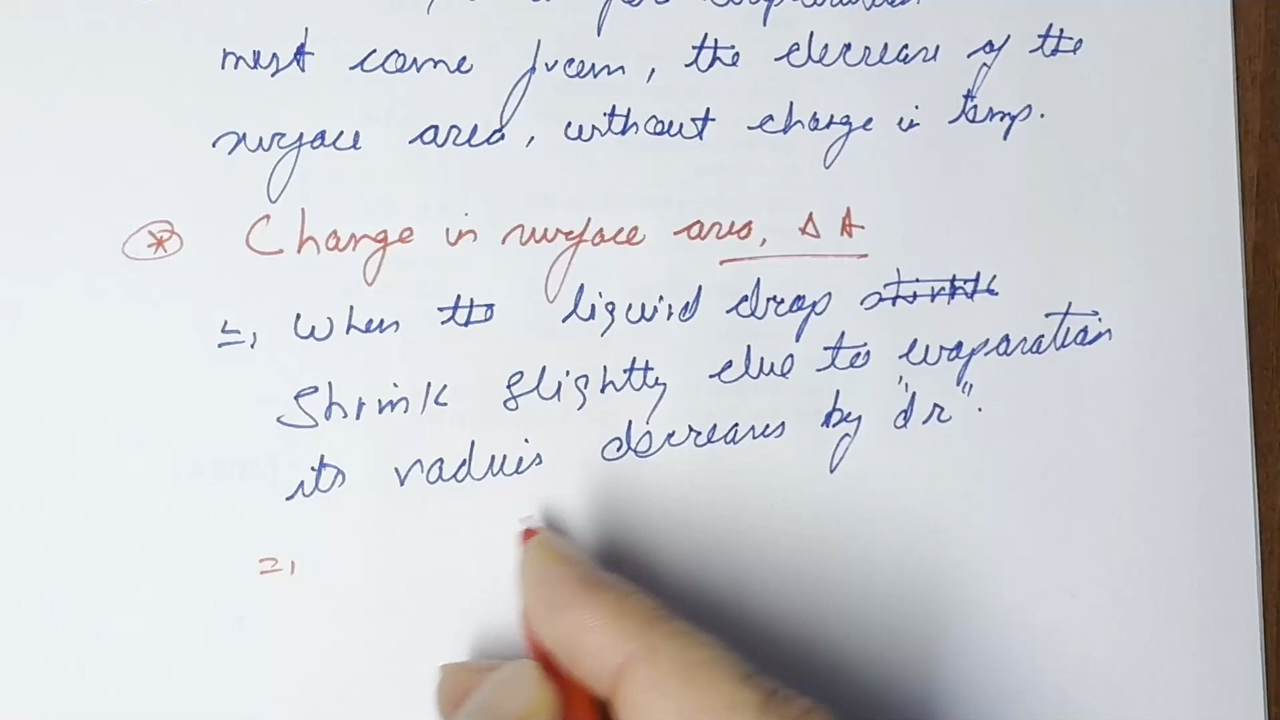 must come from, the decrease of the
surface area, without change in temp.
* Change in surface area, ΔA
=, When the liquid drop shrink
Shrink slightly due to evaporation
its radius decreases by "dr".
=,